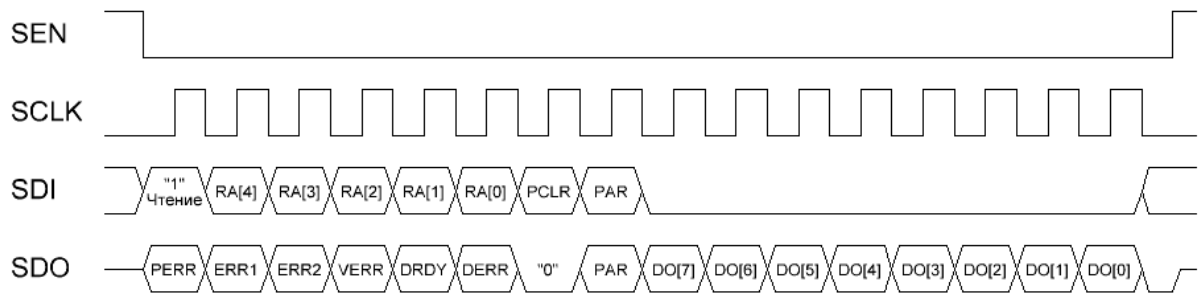 SEN
SCLK
SDI "1" Чтение RA[4] RA[3] RA[2] RA[1] RA[0] PCLR PAR
SDO PERR ERR1 ERR2 VERR DRDY DERR "0" PAR DO[7] DO[6] DO[5] DO[4] DO[3] DO[2] DO[1] DO[0]